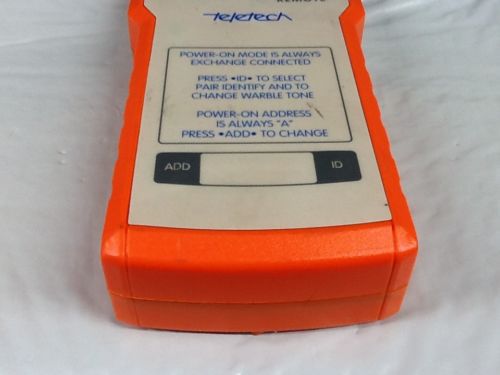 REMOTE
teletech
POWER-ON MODE IS ALWAYS
EXCHANGE CONNECTED
PRESS •ID• TO SELECT
PAIR IDENTIFY AND TO
CHANGE WARBLE TONE
POWER-ON ADDRESS
IS ALWAYS "A"
PRESS •ADD• TO CHANGE
ADD
ID